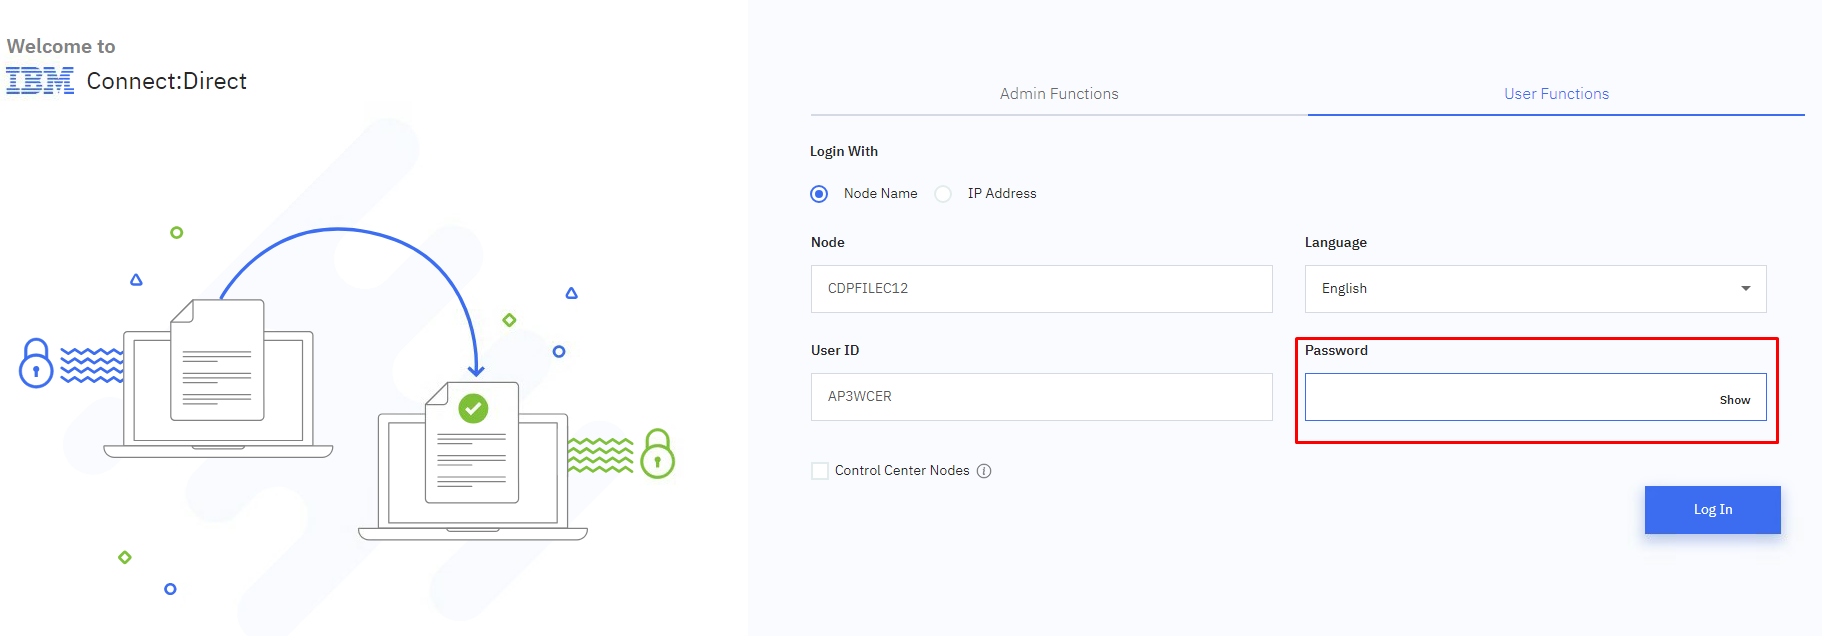 Welcome to
IBM Connect:Direct
Admin Functions
User Functions
Login With
Node Name
IP Address
Node
Language
CDPFILEC12
English
User ID
Password
AP3WCER
Show
Control Center Nodes
Log In